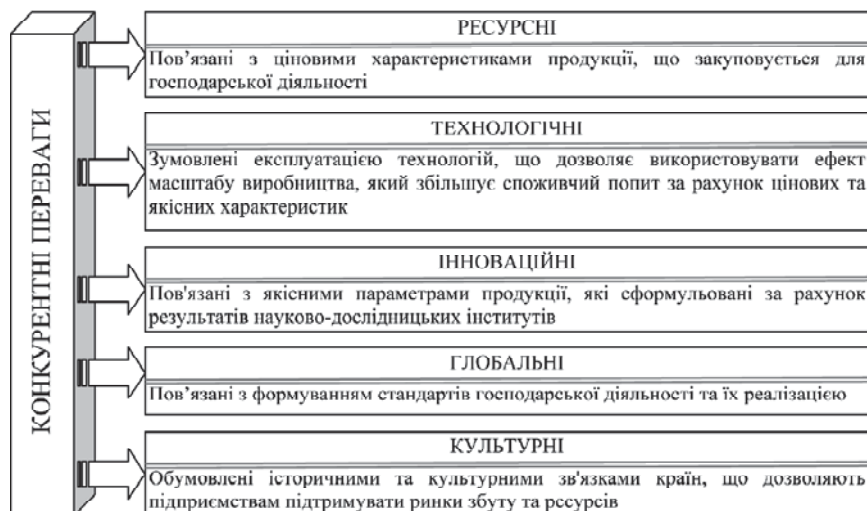 КОНКУРЕНТНІ ПЕРЕВАГИ
РЕСУРСНІ
Пов’язані з ціновими характеристиками продукції, що закуповується для
господарської діяльності
ТЕХНОЛОГІЧНІ
Зумовлені експлуатацією технологій, що дозволяє використовувати ефект
масштабу виробництва, який збільшує споживчий попит за рахунок цінових та
якісних характеристик
ІННОВАЦІЙНІ
Пов'язані з якісними параметрами продукції, які сформульовані за рахунок
результатів науково-дослідницьких інститутів
ГЛОБАЛЬНІ
Пов’язані з формуванням стандартів господарської діяльності та їх реалізацією
КУЛЬТУРНІ
Обумовлені історичними та культурними зв'язками країн, що дозволяють
підприємствам підтримувати ринки збуту та ресурсів